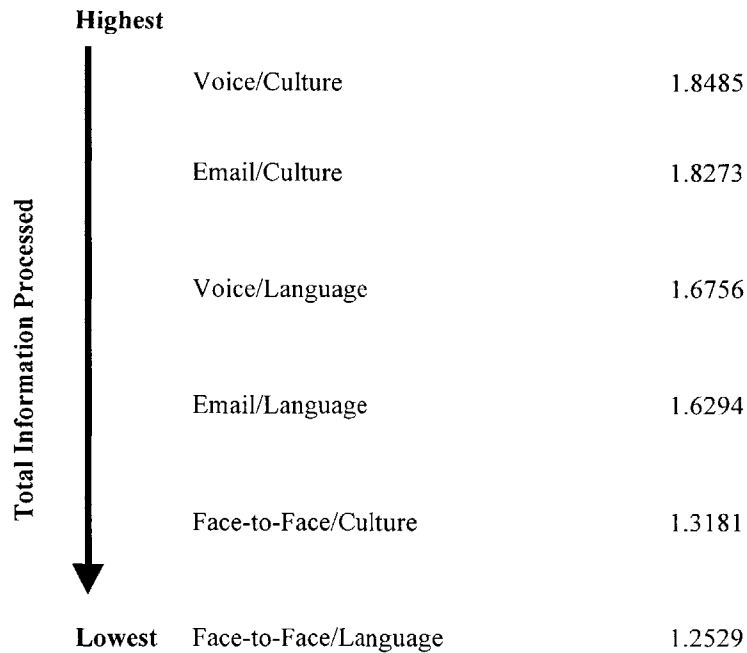 Highest
Voice/Culture 1.8485
Email/Culture 1.8273
Voice/Language 1.6756
Email/Language 1.6294
Face-to-Face/Culture 1.3181
Lowest Face-to-Face/Language 1.2529
Total Information Processed